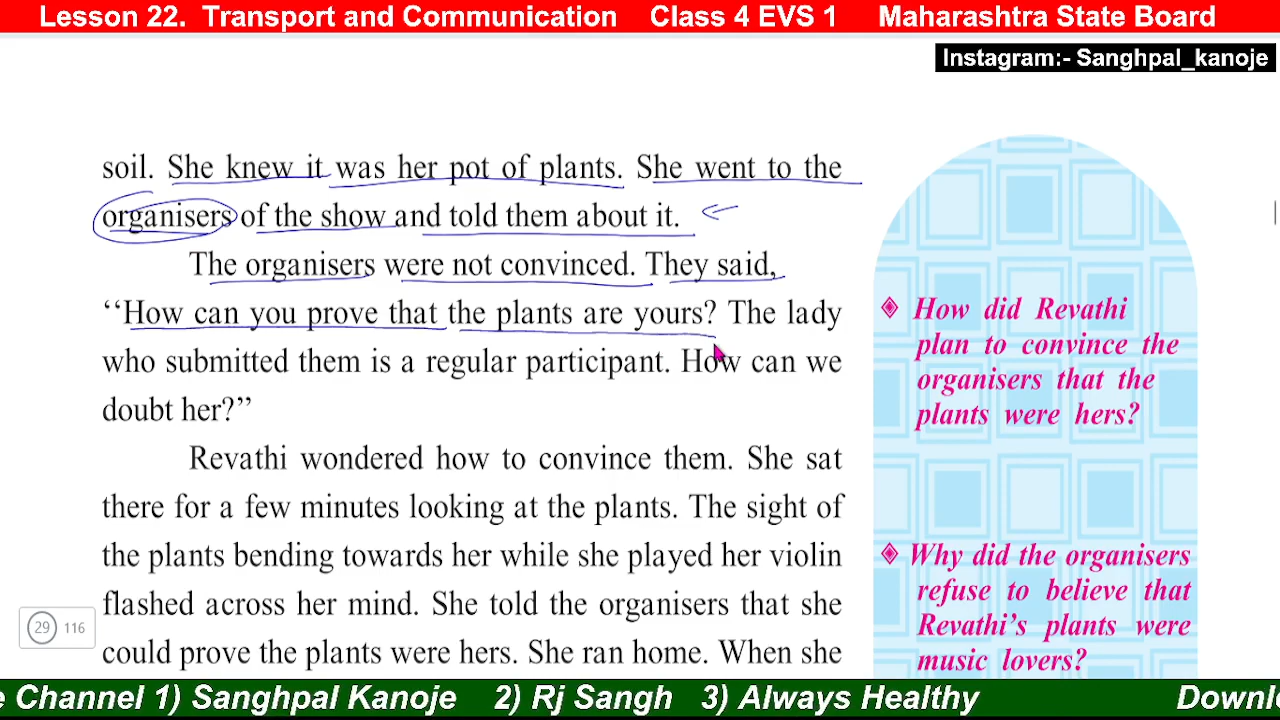 Lesson 22. Transport and Communication Class 4 EVS 1 Maharashtra State Board
Instagram:- Sanghpal_kanoje
soil. She knew it was her pot of plants. She went to the
organisers of the show and told them about it.
The organisers were not convinced. They said,
‘‘How can you prove that the plants are yours? The lady
who submitted them is a regular participant. How can we
doubt her?’’
Revathi wondered how to convince them. She sat
there for a few minutes looking at the plants. The sight of
the plants bending towards her while she played her violin
flashed across her mind. She told the organisers that she
could prove the plants were hers. She ran home. When she
How did Revathi
plan to convince the
organisers that the
plants were hers?
Why did the organisers
refuse to believe that
Revathi’s plants were
music lovers?
29 116
e Channel 1) Sanghpal Kanoje 2) Rj Sangh 3) Always Healthy Downlo